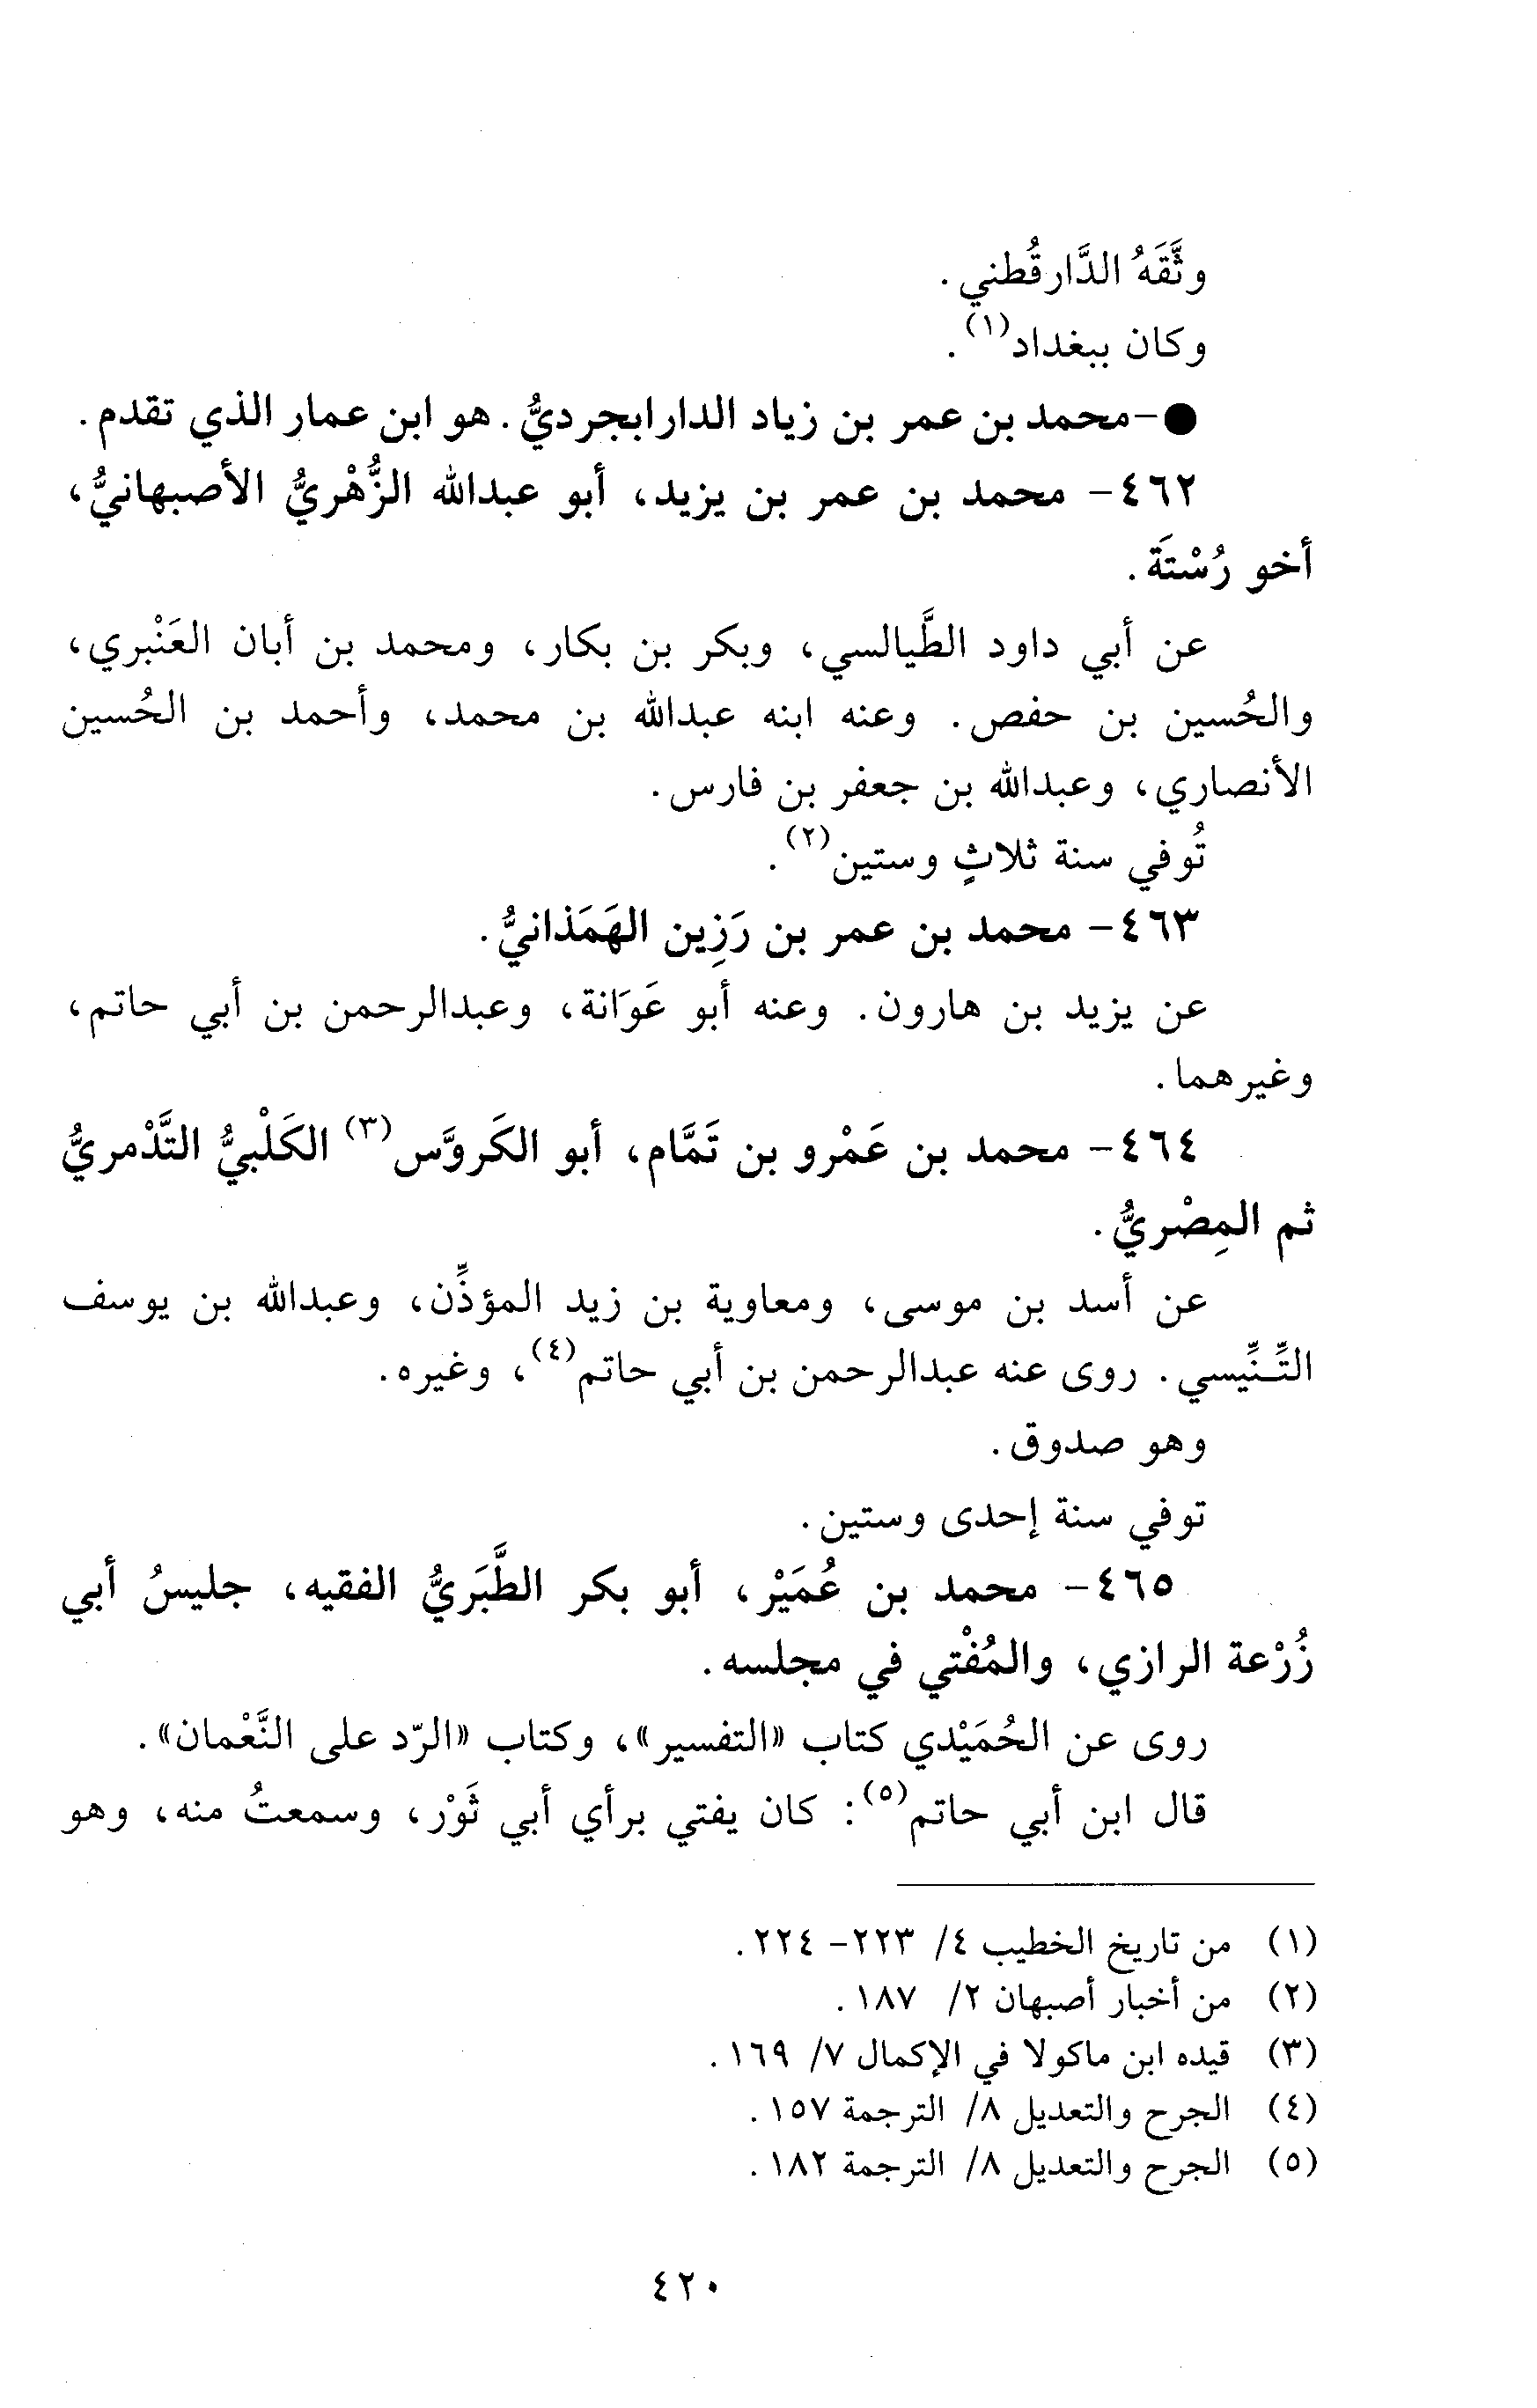 وثَّقَهُ الدَّارقُطني.
وكان ببغداد(١).
●-محمد بن عمر بن زياد الدارابجرديُّ. هو ابن عمار الذي تقدم.
٤٦٢- محمد بن عمر بن يزيد، أبو عبدالله الزُّهْريُّ الأصبهانيُّ،
أخو رُسْتَة.
عن أبي داود الطَّيالسي، وبكر بن بكار، ومحمد بن أبان العَنْبري،
والحُسين بن حفص. وعنه ابنه عبدالله بن محمد، وأحمد بن الحُسين
الأنصاري، وعبدالله بن جعفر بن فارس.
تُوفي سنة ثلاثٍ وستين(٢).
٤٦٣- محمد بن عمر بن رَزِين الهَمَذانيُّ.
عن يزيد بن هارون. وعنه أبو عَوَانة، وعبدالرحمن بن أبي حاتم،
وغيرهما.
٤٦٤- محمد بن عَمْرو بن تَمَّام، أبو الكَروَّس(٣) الكَلْبيُّ التَّدْمريُّ
ثم المِصْريُّ.
عن أسد بن موسى، ومعاوية بن زيد المؤذِّن، وعبدالله بن يوسف
التِّـنِّيسي. روى عنه عبدالرحمن بن أبي حاتم(٤)، وغيره.
وهو صدوق.
توفي سنة إحدى وستين.
٤٦٥- محمد بن عُمَيْر، أبو بكر الطَّبَريُّ الفقيه، جليسُ أبي
زُرْعة الرازي، والمُفْتي في مجلسه.
روى عن الحُمَيْدي كتاب «التفسير»، وكتاب «الرّد على النَّعْمان».
قال ابن أبي حاتم(٥): كان يفتي برأي أبي ثَوْر، وسمعتُ منه، وهو
(١) من تاريخ الخطيب ٤/ ٢٢٣- ٢٢٤.
(٢) من أخبار أصبهان ٢/ ١٨٧.
(٣) قيده ابن ماكولا في الإكمال ٧/ ١٦٩.
(٤) الجرح والتعديل ٨/ الترجمة ١٥٧.
(٥) الجرح والتعديل ٨/ الترجمة ١٨٢.
٤٢٠